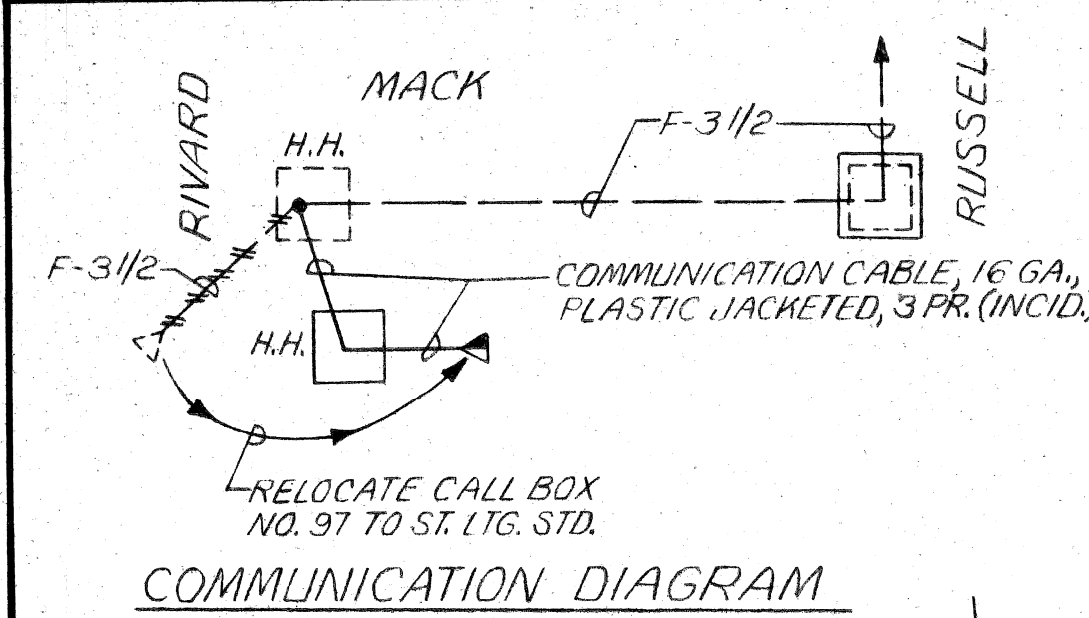 RIVARD
MACK
RUSSELL
H.H.
F-3 1/2
F-3 1/2
COMMUNICATION CABLE, 16 GA.,
PLASTIC JACKETED, 3 PR. (INCID.)
H.H.
RELOCATE CALL BOX
NO. 97 TO ST. LTG. STD.
COMMUNICATION DIAGRAM